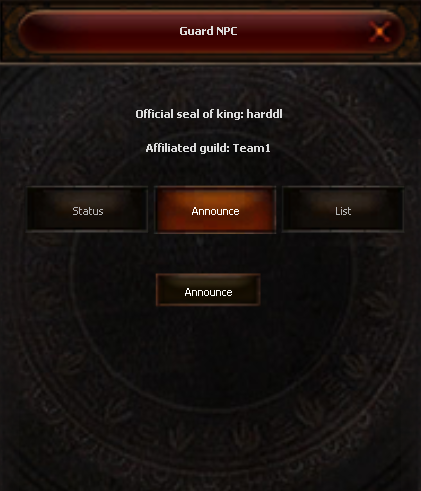 Guard NPC
Official seal of king: harddl
Affiliated guild: Team1
Status
Announce
List
Announce